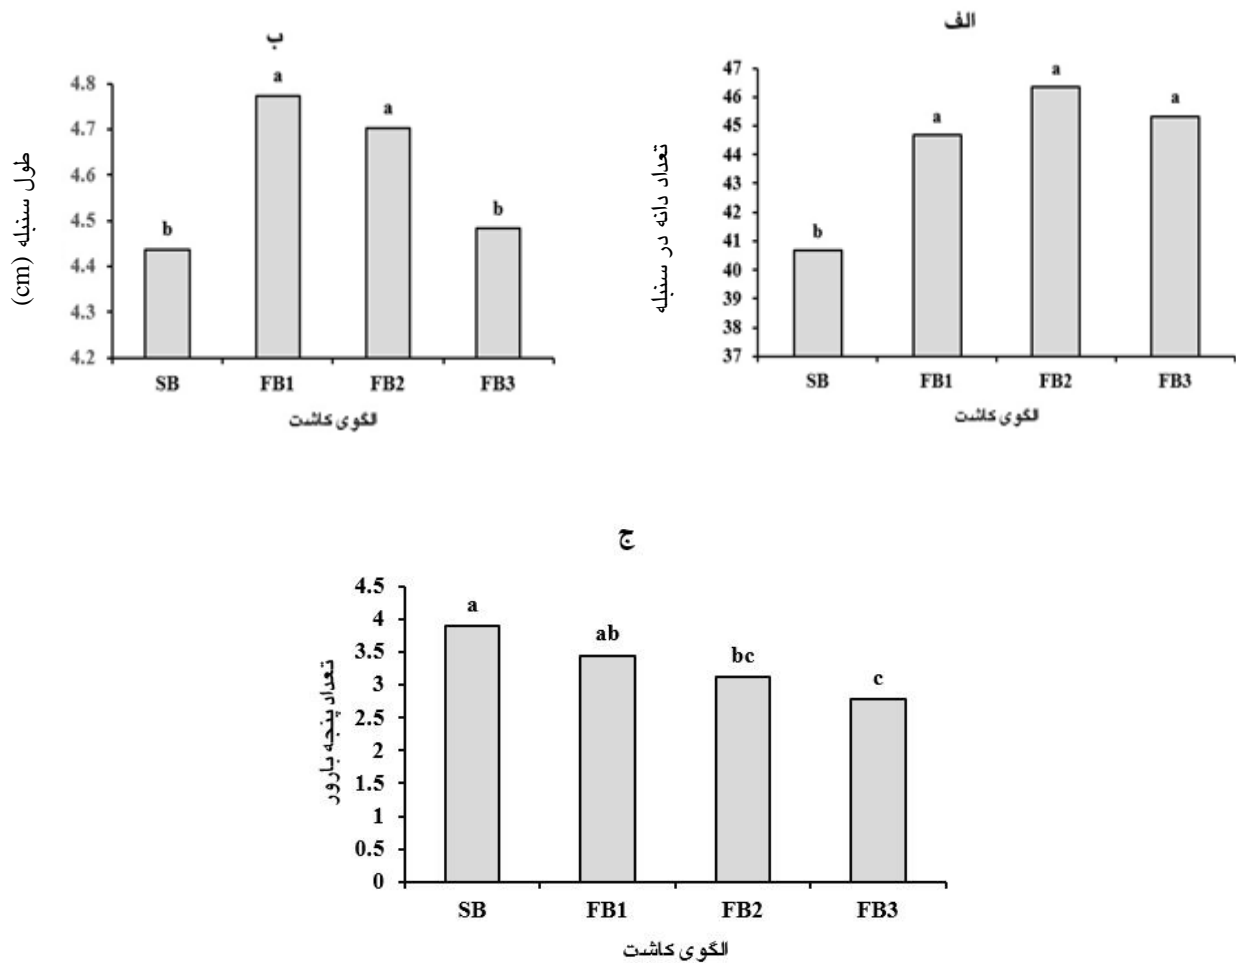 الف
تعداد دانه در سنبله
47
46
45
44
43
42
41
40
39
38
37
b
a
a
a
SB
FB1
FB2
FB3
الگوی کاشت
ب
طول سنبله (cm)
4.8
4.7
4.6
4.5
4.4
4.3
4.2
b
a
a
b
SB
FB1
FB2
FB3
الگوی کاشت
ج
تعداد پنجه بارور
4.5
4
3.5
3
2.5
2
1.5
1
0.5
0
a
ab
bc
c
SB
FB1
FB2
FB3
الگوی کاشت